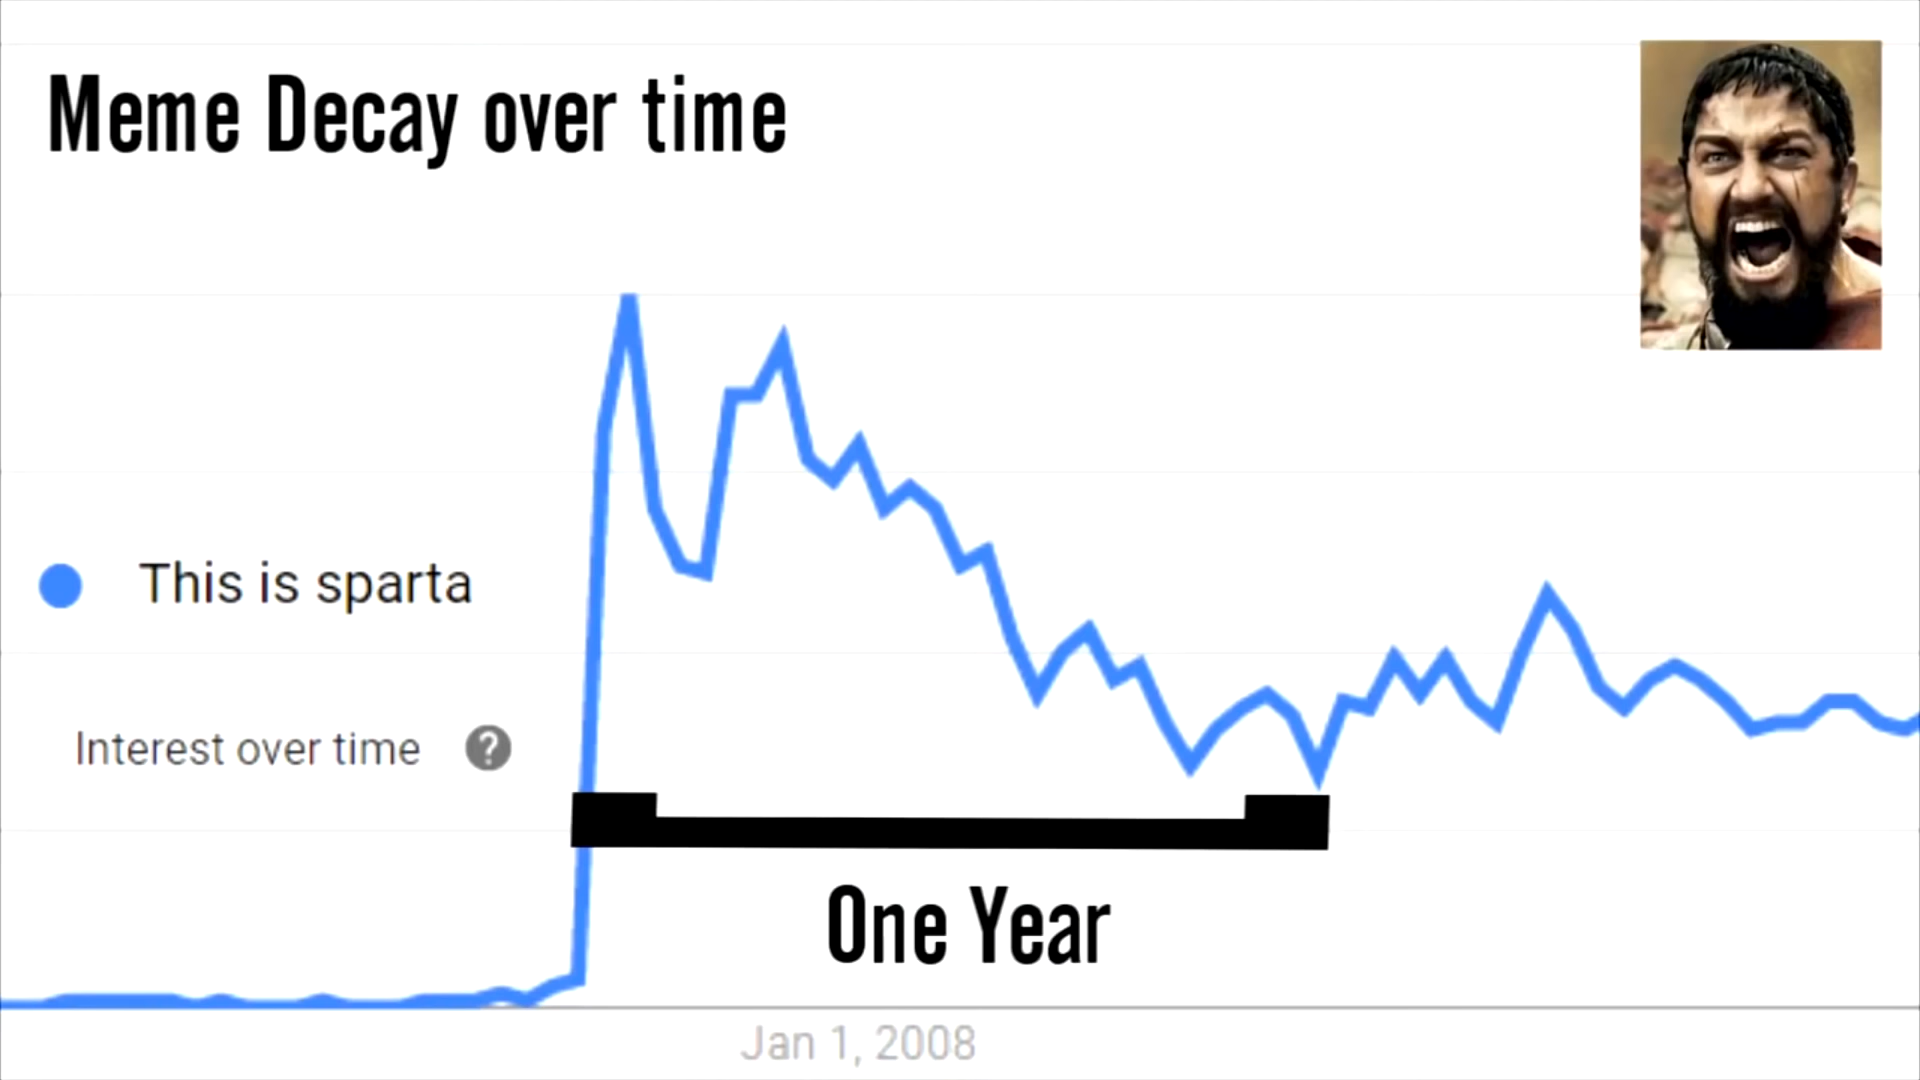 Meme Decay over time
This is sparta
Interest over time ?
One Year
Jan 1, 2008